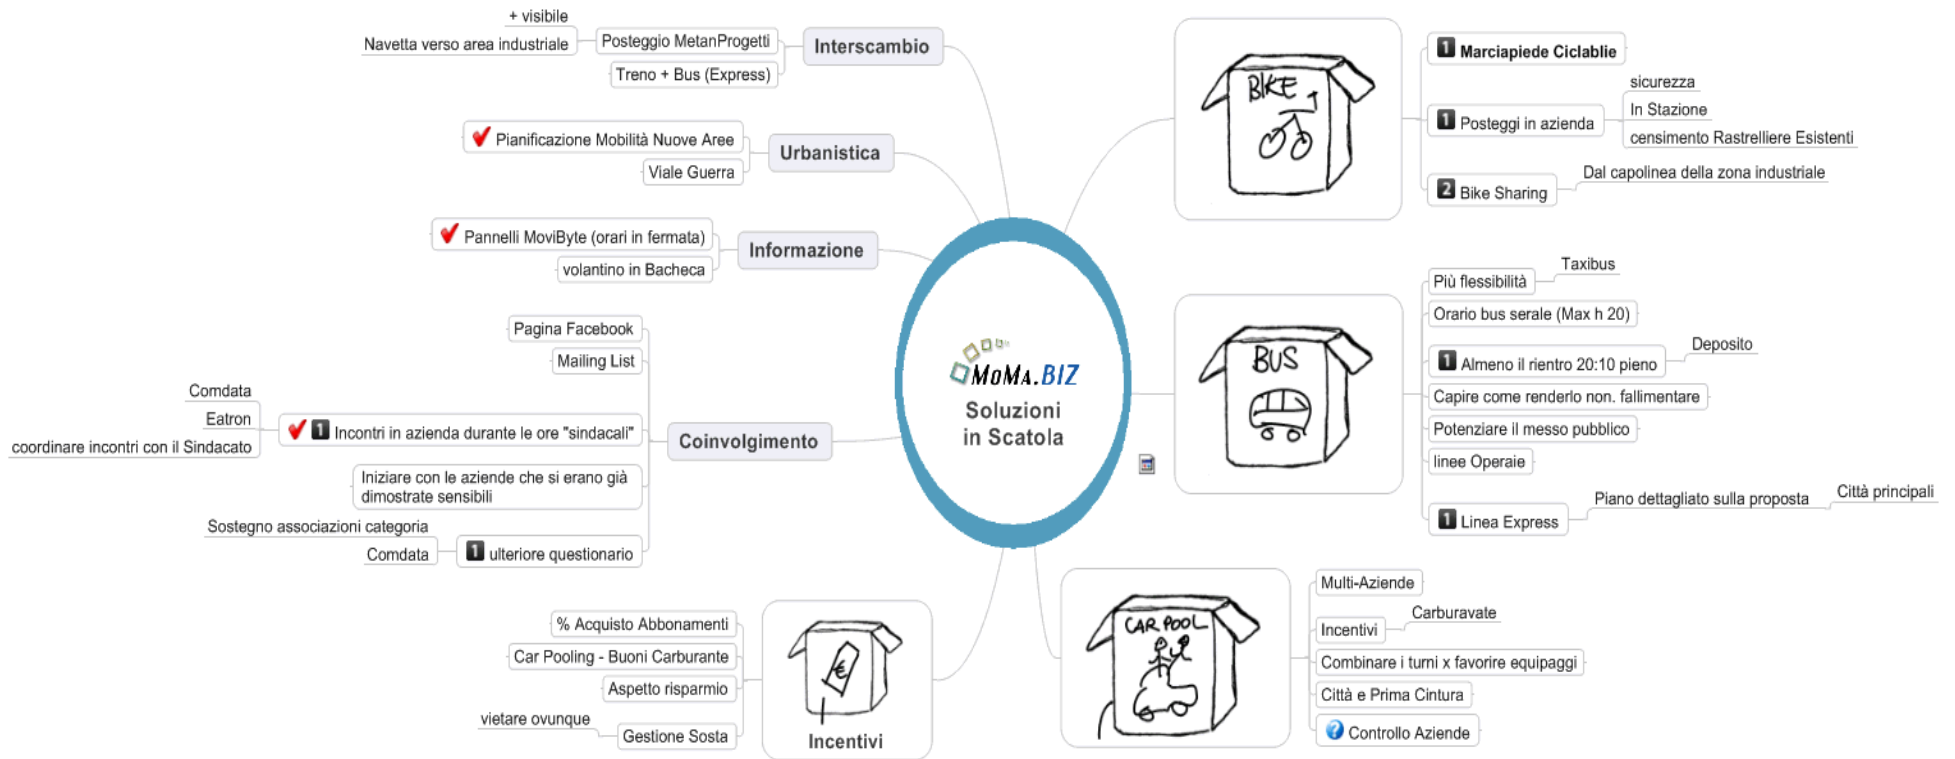 MOMA.BIZ
Soluzioni
in Scatola
BIKE
1 Marciapiede Ciclablie
1 Posteggi in azienda
sicurezza
In Stazione
censimento Rastrelliere Esistenti
2 Bike Sharing
Dal capolinea della zona industriale
BUS
Più flessibilità
Taxibus
Orario bus serale (Max h 20)
1 Almeno il rientro 20:10 pieno
Deposito
Capire come renderlo non. fallimentare
Potenziare il messo pubblico
linee Operaie
1 Linea Express
Piano dettagliato sulla proposta
Città principali
CAR POOL
Multi-Aziende
Incentivi
Carburavate
Combinare i turni x favorire equipaggi
Città e Prima Cintura
? Controllo Aziende
€
Incentivi
% Acquisto Abbonamenti
Car Pooling - Buoni Carburante
Aspetto risparmio
Gestione Sosta
vietare ovunque
Coinvolgimento
Pagina Facebook
Mailing List
1 Incontri in azienda durante le ore "sindacali"
Comdata
Eatron
coordinare incontri con il Sindacato
Iniziare con le aziende che si erano già
dimostrate sensibili
1 ulteriore questionario
Sostegno associazioni categoria
Comdata
Informazione
Pannelli MoviByte (orari in fermata)
volantino in Bacheca
Urbanistica
Pianificazione Mobilità Nuove Aree
Viale Guerra
Interscambio
Posteggio MetanProgetti
+ visibile
Navetta verso area industriale
Treno + Bus (Express)